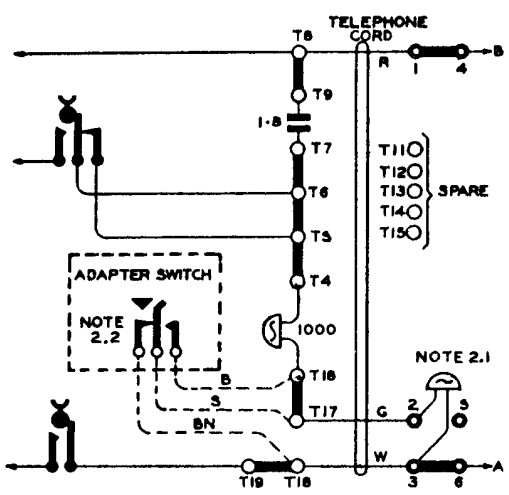 TELEPHONE
CORD
T8
R
1
4
B
T9
1·8
T7
T11
T12
T6
T13
SPARE
T14
T5
T15
ADAPTER SWITCH
T4
NOTE
2.2
1000
NOTE 2.1
B
T16
2
S
T17
G
BN
W
T19
T18
3
6
A